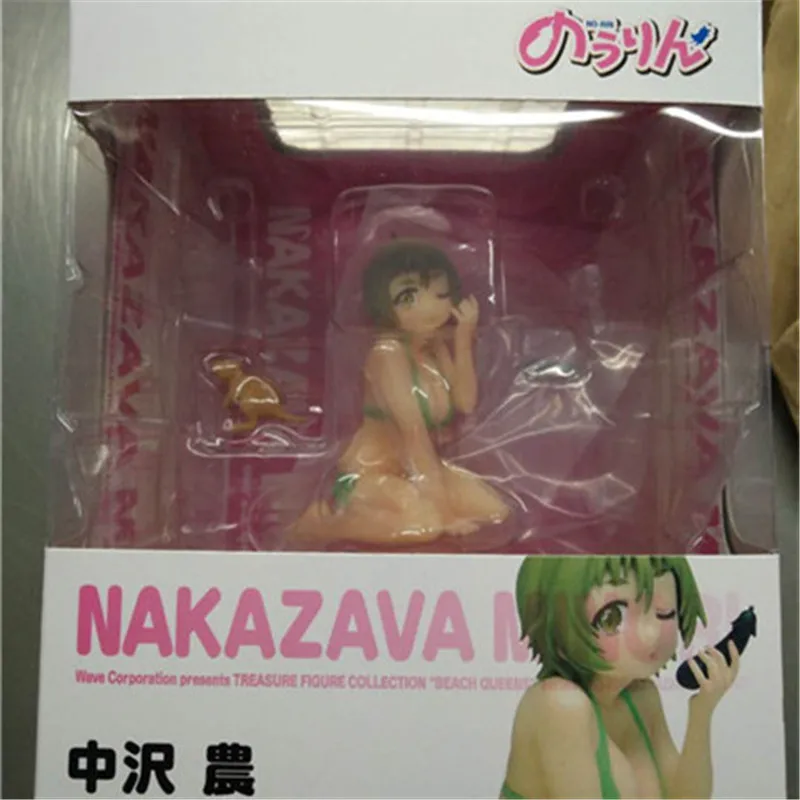 NO-RIN
のうりん
NAKAZAVA
NAKAZAVA M
NAKAZAVA
Wave Corporation presents TREASURE FIGURE COLLECTION "BEACH QUEENS"
中沢 農